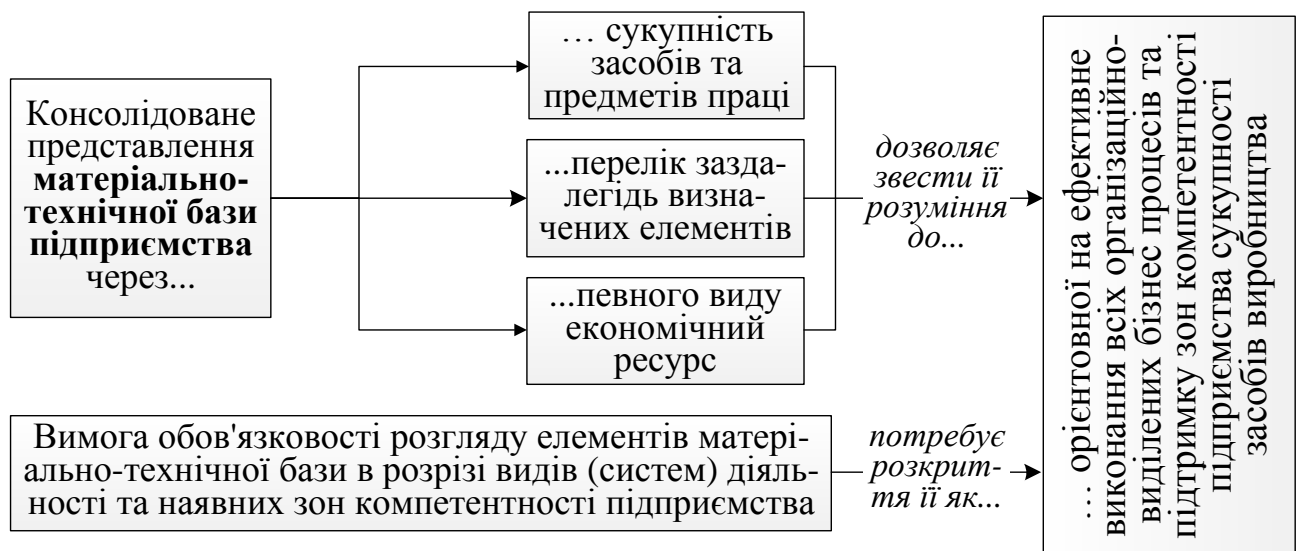 Консолідоване
представлення
матеріально-
технічної бази
підприємства
через...
… сукупність
засобів та
предметів праці
...перелік зазда-
легідь визна-
чених елементів
...певного виду
економічний
ресурс
дозволяє
звести її
розуміння
до...
Вимога обов'язковості розгляду елементів матері-
ально-технічної бази в розрізі видів (систем) діяль-
ності та наявних зон компетентності підприємства
потребує
розкрит-
тя її як...
… орієнтовної на ефективне
виконання всіх організаційно-
виділених бізнес процесів та
підтримку зон компетентності
підприємства сукупності
засобів виробництва